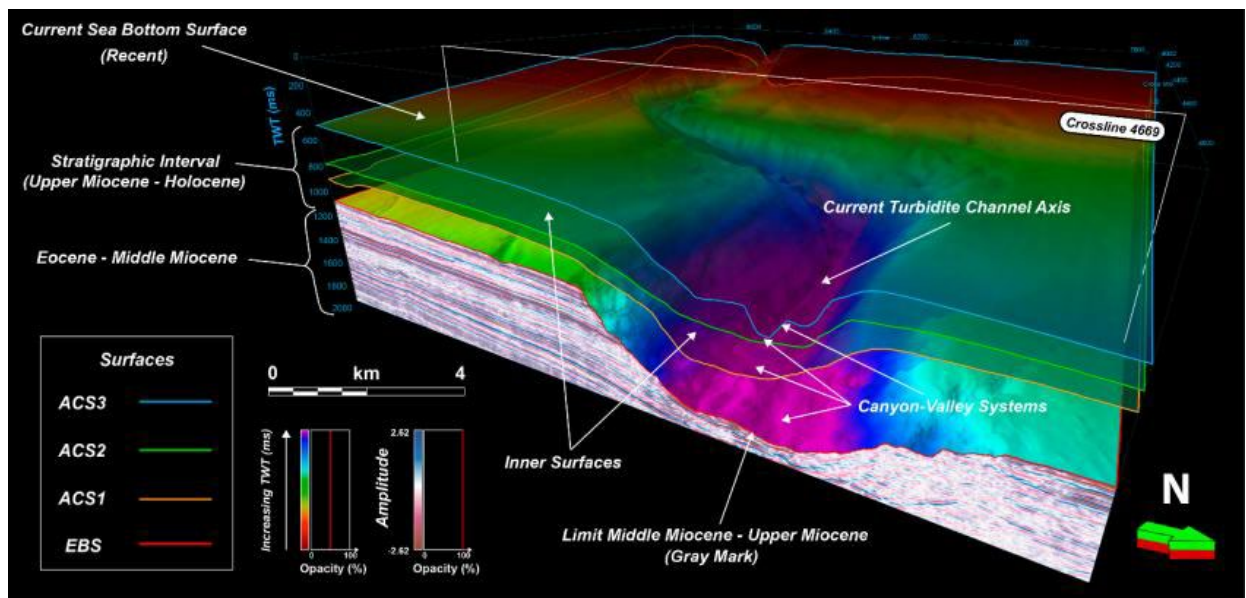 Current Sea Bottom Surface
(Recent)
0
200
400
600
800
1000
1200
1400
1600
1800
2000
TWT (ms)
Crossline 4669
Stratigraphic Interval
(Upper Miocene - Holocene)
Current Turbidite Channel Axis
Eocene - Middle Miocene
Surfaces
ACS3
ACS2
ACS1
EBS
0 km 4
Canyon-Valley Systems
Inner Surfaces
Increasing TWT (ms)
0 100
Opacity (%)
Amplitude
2.62
-2.62
0 100
Opacity (%)
Limit Middle Miocene - Upper Miocene
(Gray Mark)
N